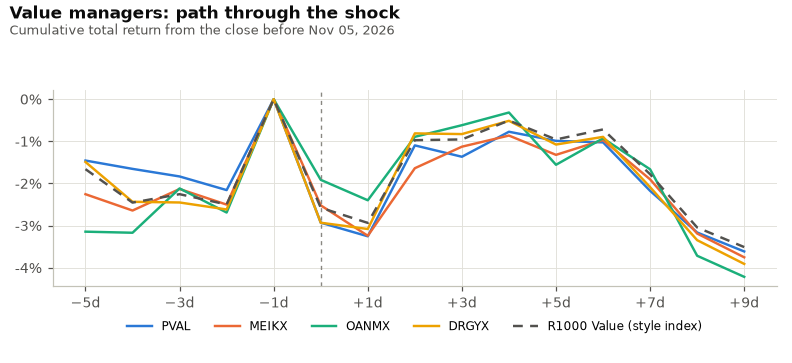 Value managers: path through the shock
Cumulative total return from the close before Nov 05, 2026
0%
-1%
-2%
-3%
-4%
−5d
−3d
−1d
+1d
+3d
+5d
+7d
+9d
PVAL
MEIKX
OANMX
DRGYX
R1000 Value (style index)